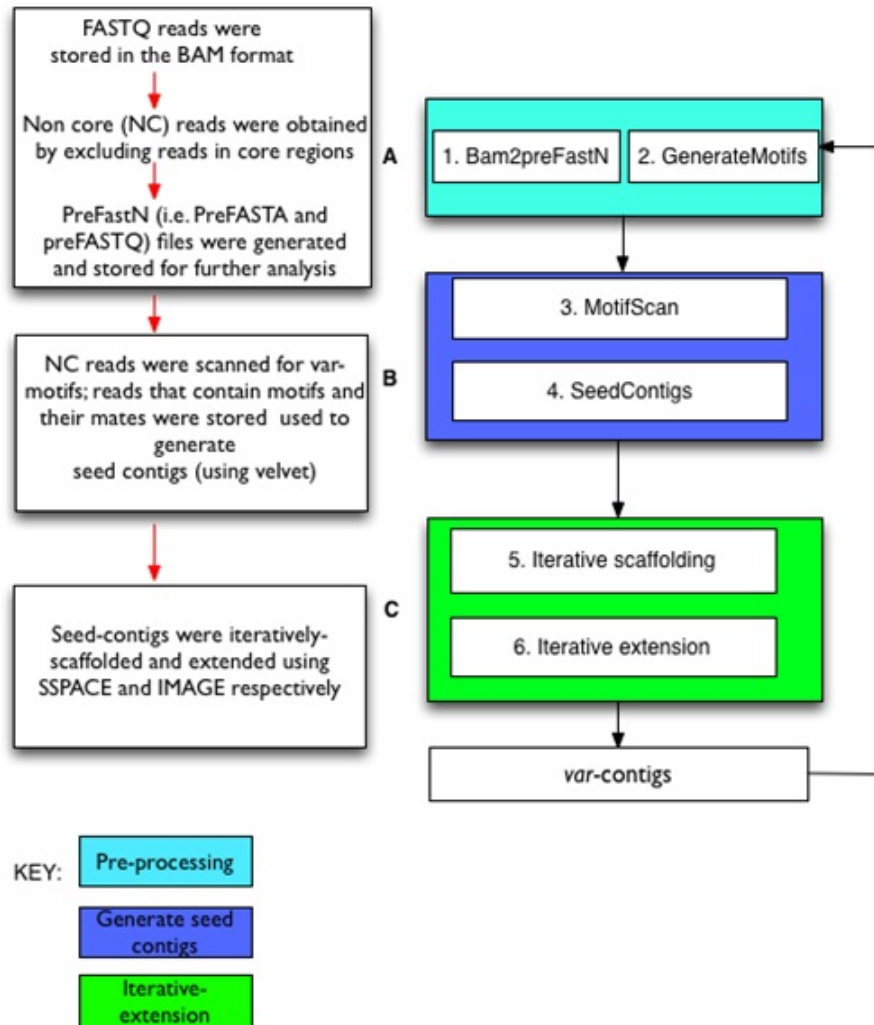 FASTQ reads were
stored in the BAM format
Non core (NC) reads were obtained
by excluding reads in core regions
PreFastN (i.e. PreFASTA and
preFASTQ) files were generated
and stored for further analysis
A
1. Bam2preFastN
2. GenerateMotifs
NC reads were scanned for var-
motifs; reads that contain motifs and
their mates were stored used to
generate
seed contigs (using velvet)
B
3. MotifScan
4. SeedContigs
Seed-contigs were iteratively-
scaffolded and extended using
SSPACE and IMAGE respectively
C
5. Iterative scaffolding
6. Iterative extension
var-contigs
KEY:
Pre-processing
Generate seed
contigs
Iterative-
extension